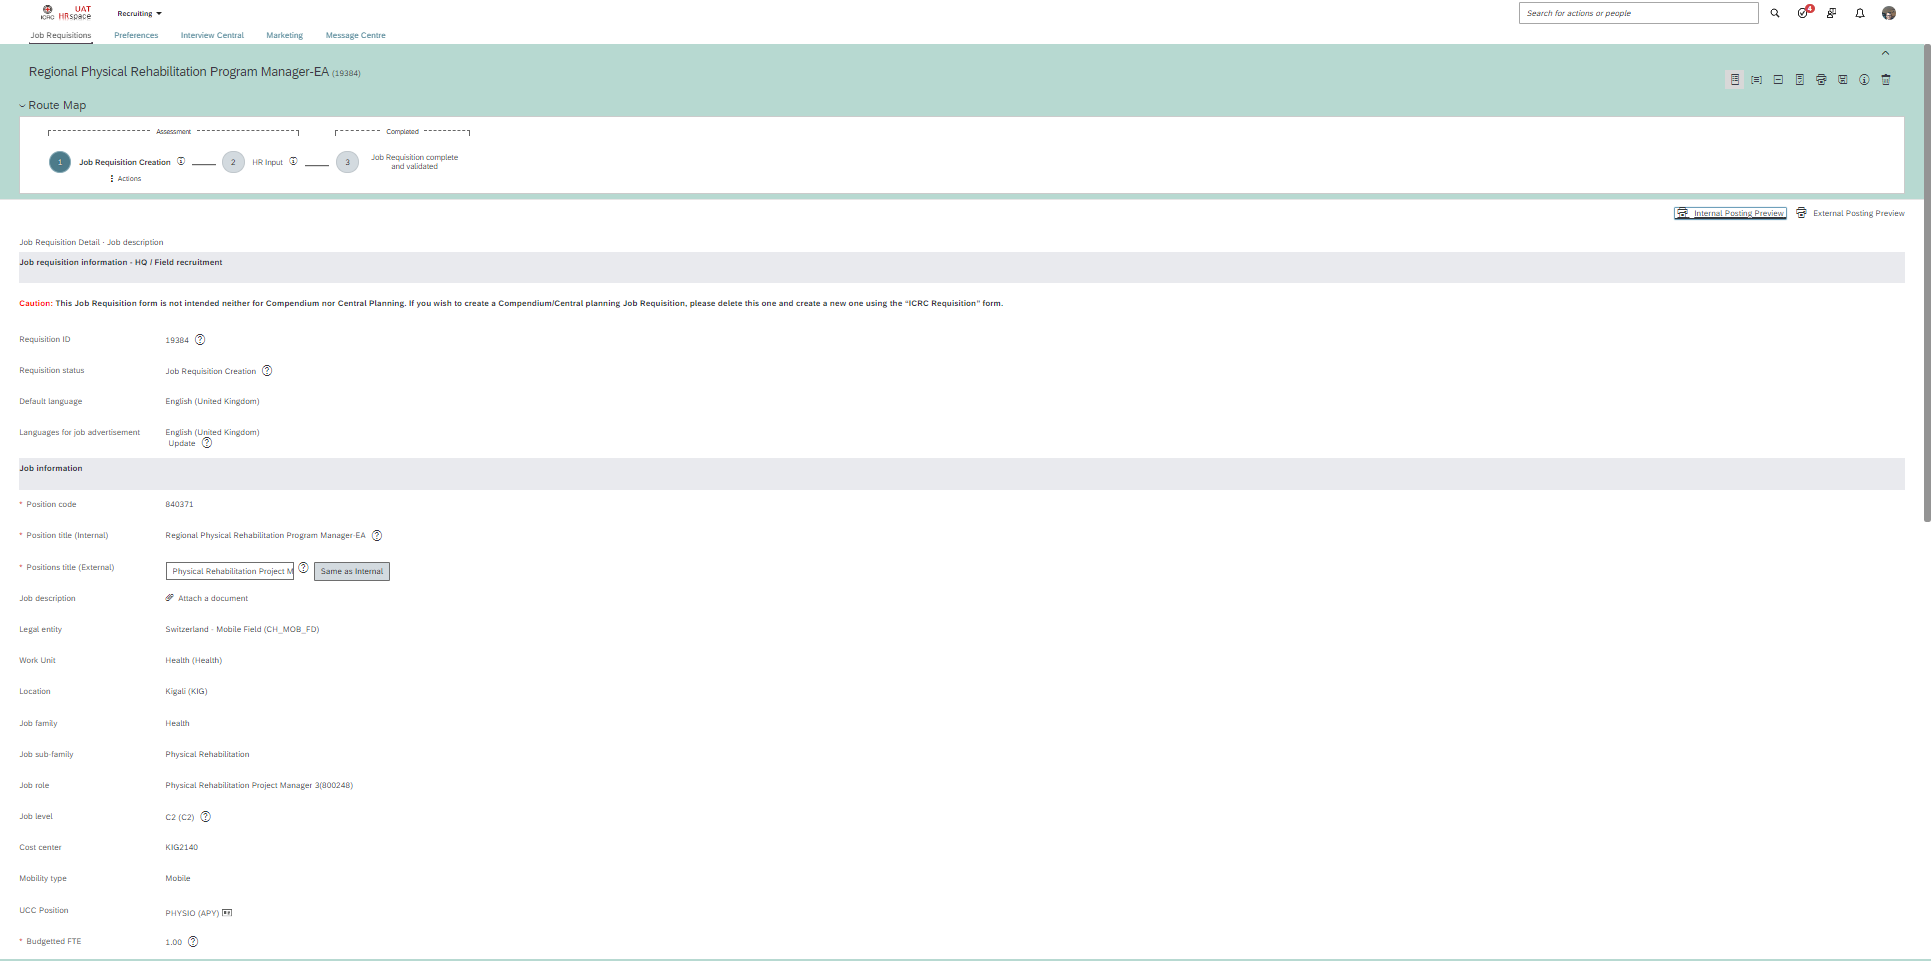 ICRC
UAT
HRspace
Recruiting
Search for actions or people
4
Job Requisitions
Preferences
Interview Central
Marketing
Message Centre
Regional Physical Rehabilitation Program Manager-EA (19384)
Route Map
Assessment
Completed
1
Job Requisition Creation
2
HR Input
3
Job Requisition complete
and validated
Actions
Internal Posting Preview
External Posting Preview
Job Requisition Detail - Job description
Job requisition information - HQ / Field recruitment
Caution: This Job Requisition form is not intended neither for Compendium nor Central Planning. If you wish to create a Compendium/Central planning Job Requisition, please delete this one and create a new one using the "ICRC Requisition" form.
Requisition ID
19384
Requisition status
Job Requisition Creation
Default language
English (United Kingdom)
Languages for job advertisement
English (United Kingdom)
Update
Job information
* Position code
840371
* Position title (Internal)
Regional Physical Rehabilitation Program Manager-EA
* Positions title (External)
Physical Rehabilitation Project M
Same as Internal
Job description
Attach a document
Legal entity
Switzerland - Mobile Field (CH_MOB_FD)
Work Unit
Health (Health)
Location
Kigali (KIG)
Job family
Health
Job sub-family
Physical Rehabilitation
Job role
Physical Rehabilitation Project Manager 3(800248)
Job level
C2 (C2)
Cost center
KIG2140
Mobility type
Mobile
UCC Position
PHYSIO (APY)
* Budgetted FTE
1.00